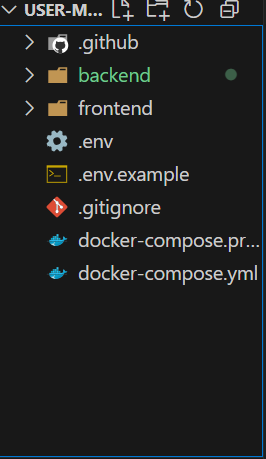 USER-M...
.github
backend
frontend
.env
.env.example
.gitignore
docker-compose.pr...
docker-compose.yml